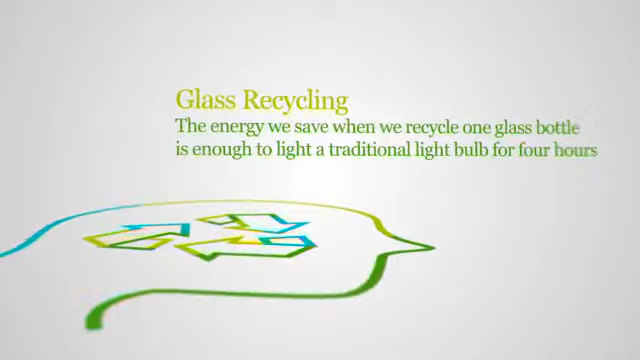 Glass Recycling
The energy we save when we recycle one glass bottle
is enough to light a traditional light bulb for four hours